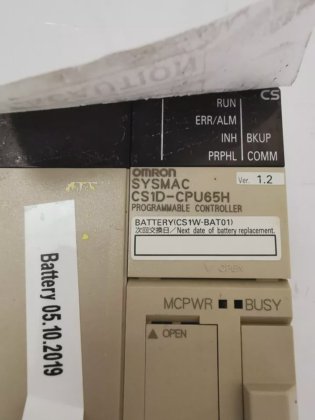 CAUTION
CS
RUN
ERR/ALM
INH BKUP
PRPHL COMM
OMRON
SYSMAC
CS1D-CPU65H
PROGRAMMABLE CONTROLLER
Ver. 1.2
BATTERY(CS1W-BAT01)
次回交換日/Next date of battery replacement.
MCPWR BUSY
▲OPEN
Battery 05.10.2019